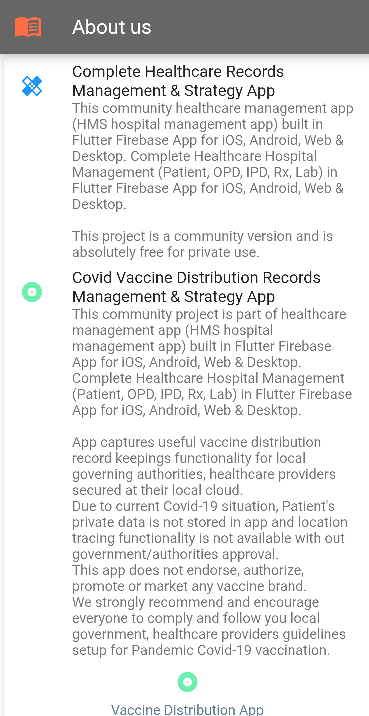 About us
Complete Healthcare Records
Management & Strategy App
This community healthcare management app
(HMS hospital management app) built in
Flutter Firebase App for iOS, Android, Web &
Desktop. Complete Healthcare Hospital
Management (Patient, OPD, IPD, Rx, Lab) in
Flutter Firebase App for iOS, Android, Web &
Desktop.
This project is a community version and is
absolutely free for private use.
Covid Vaccine Distribution Records
Management & Strategy App
This community project is part of healthcare
management app (HMS hospital
management app) built in Flutter Firebase
App for iOS, Android, Web & Desktop.
Complete Healthcare Hospital Management
(Patient, OPD, IPD, Rx, Lab) in Flutter Firebase
App for iOS, Android, Web & Desktop.
App captures useful vaccine distribution
record keepings functionality for local
governing authorities, healthcare providers
secured at their local cloud.
Due to current Covid-19 situation, Patient's
private data is not stored in app and location
tracing functionality is not available with out
government/authorities approval.
This app does not endorse, authorize,
promote or market any vaccine brand.
We strongly recommend and encourage
everyone to comply and follow you local
government, healthcare providers guidelines
setup for Pandemic Covid-19 vaccination.
Vaccine Distribution App